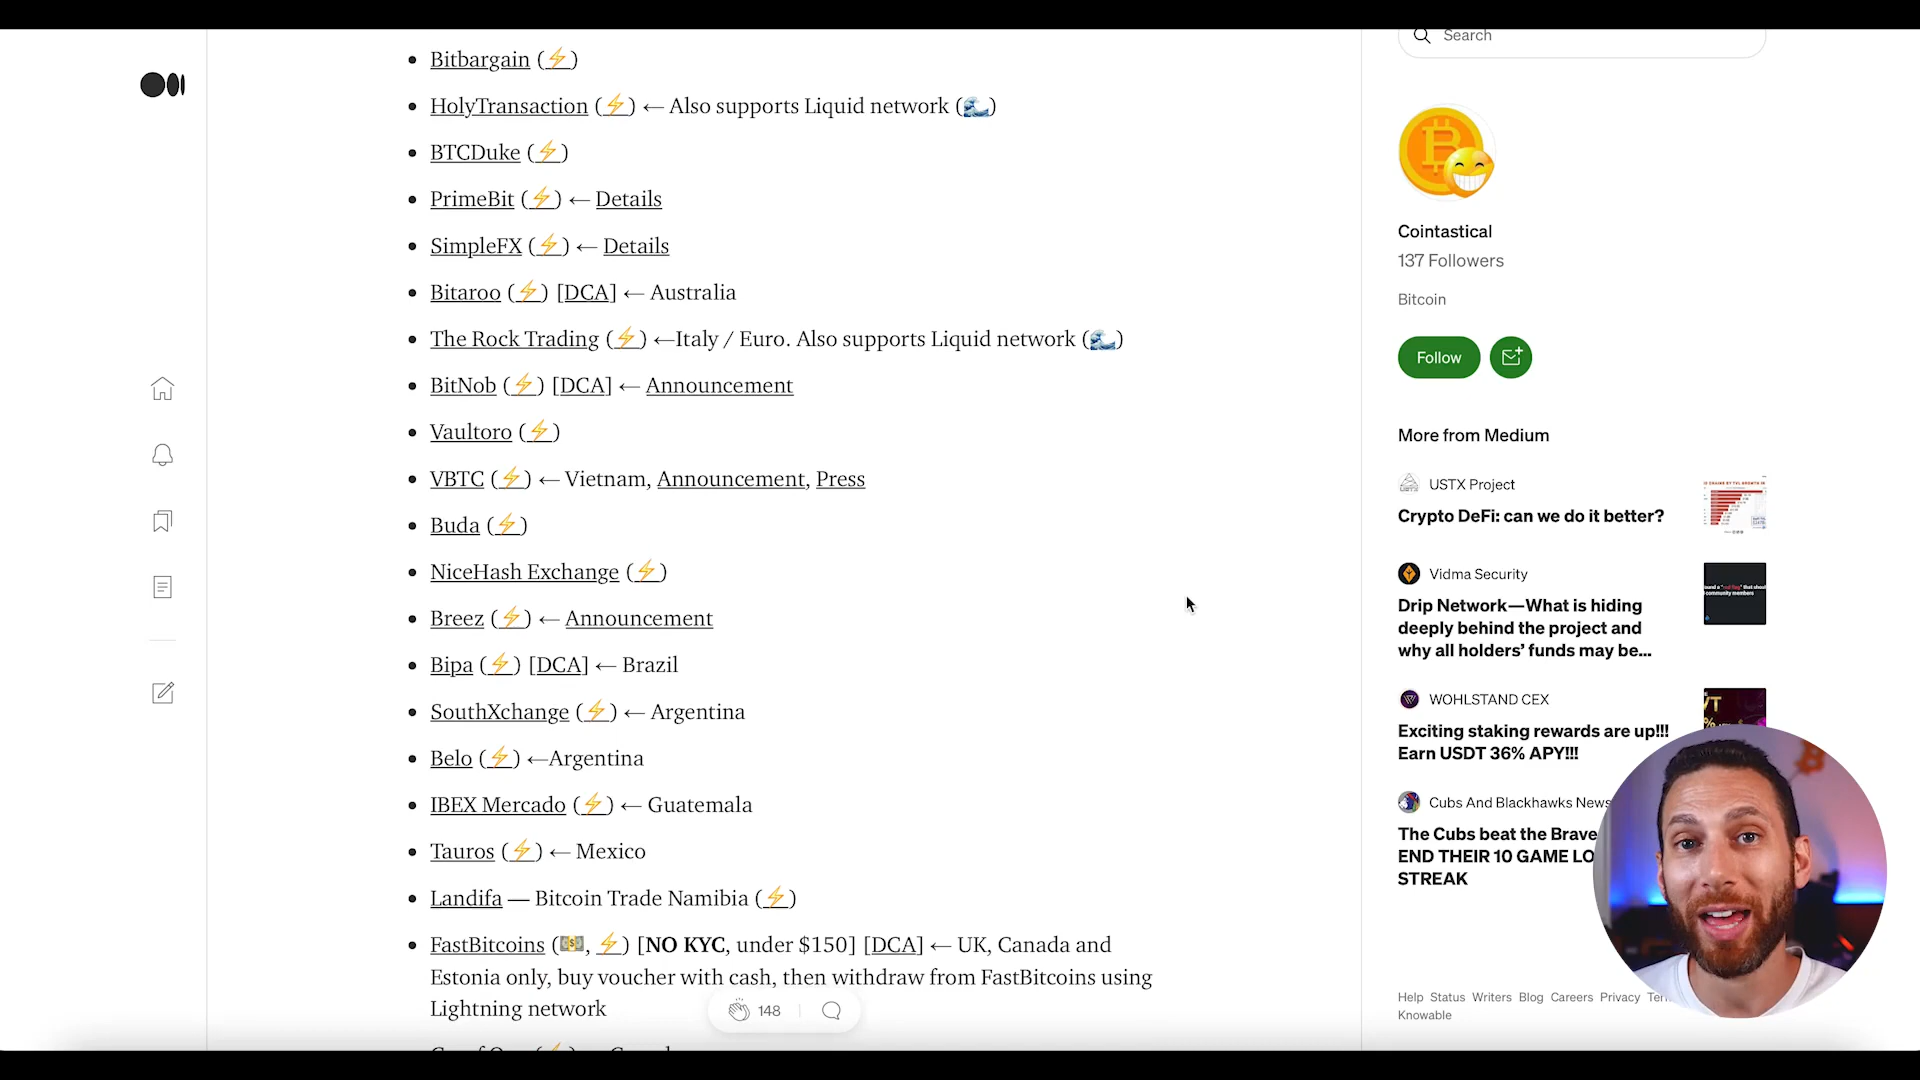 Bitbargain (⚡)
HolyTransaction (⚡) ← Also supports Liquid network (🌊)
BTCDuke (⚡)
PrimeBit (⚡) ← Details
SimpleFX (⚡) ← Details
Bitaroo (⚡) [DCA] ← Australia
The Rock Trading (⚡) ←Italy / Euro. Also supports Liquid network (🌊)
BitNob (⚡) [DCA] ← Announcement
Vaultoro (⚡)
VBTC (⚡) ← Vietnam, Announcement, Press
Buda (⚡)
NiceHash Exchange (⚡)
Breez (⚡) ← Announcement
Bipa (⚡) [DCA] ← Brazil
SouthXchange (⚡) ← Argentina
Belo (⚡) ←Argentina
IBEX Mercado (⚡) ← Guatemala
Tauros (⚡) ← Mexico
Landifa — Bitcoin Trade Namibia (⚡)
FastBitcoins (💵, ⚡) [NO KYC, under $150] [DCA] ← UK, Canada and
Estonia only, buy voucher with cash, then withdraw from FastBitcoins using
Lightning network
148
Search
Cointastical
137 Followers
Bitcoin
Follow
More from Medium
USTX Project
Crypto DeFi: can we do it better?
Vidma Security
Drip Network—What is hiding
deeply behind the project and
why all holders’ funds may be...
WOHLSTAND CEX
Exciting staking rewards are up!!!
Earn USDT 36% APY!!!
Cubs And Blackhawks News
The Cubs beat the Brave
END THEIR 10 GAME LO
STREAK
Help Status Writers Blog Careers Privacy
Knowable